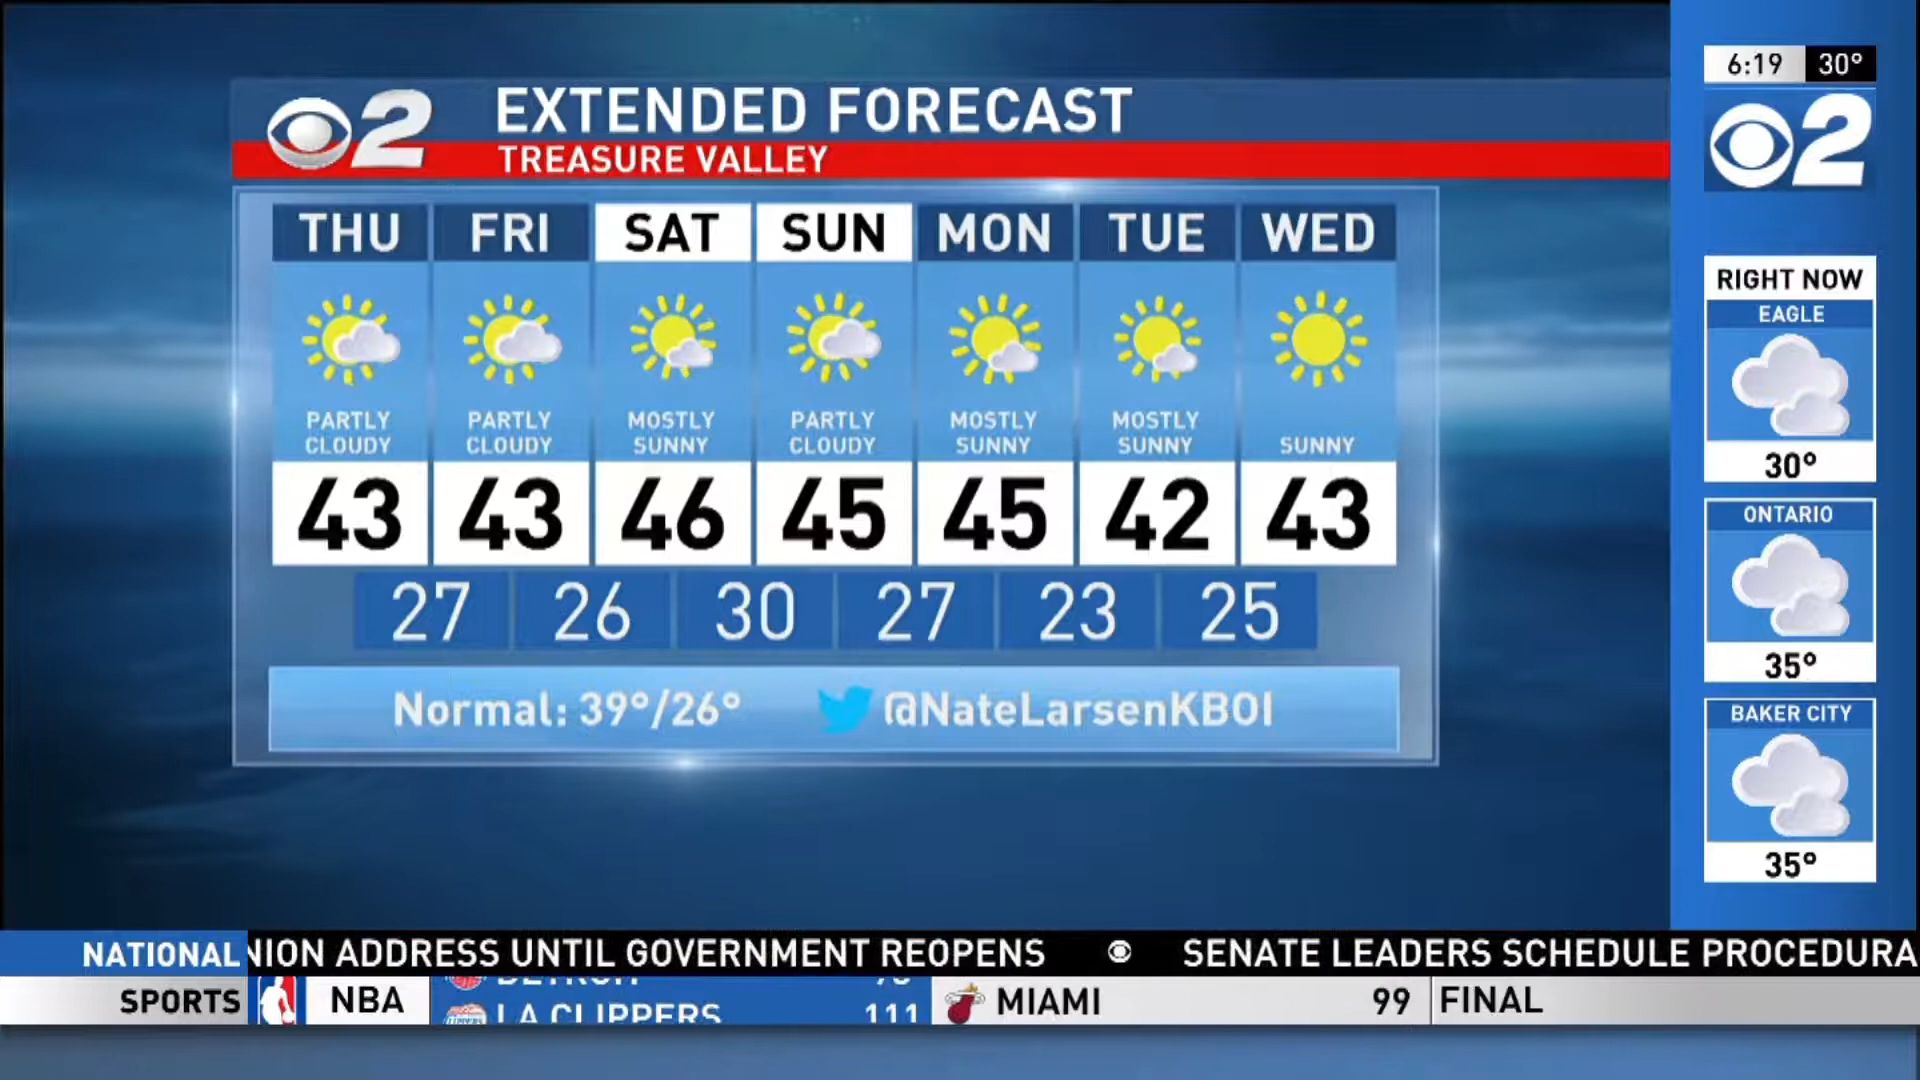 2 EXTENDED FORECAST
TREASURE VALLEY
THU FRI SAT SUN MON TUE WED
PARTLY CLOUDY
PARTLY CLOUDY
MOSTLY SUNNY
PARTLY CLOUDY
MOSTLY SUNNY
MOSTLY SUNNY
SUNNY
43 43 46 45 45 42 43
27 26 30 27 23 25
Normal: 39°/26° @NateLarsenKBOI
6:19 30°
2
RIGHT NOW
EAGLE
30°
ONTARIO
35°
BAKER CITY
35°
NATIONAL NION ADDRESS UNTIL GOVERNMENT REOPENS SENATE LEADERS SCHEDULE PROCEDURA
SPORTS NBA
DETROIT
LA CLIPPERS 111
MIAMI 99 FINAL